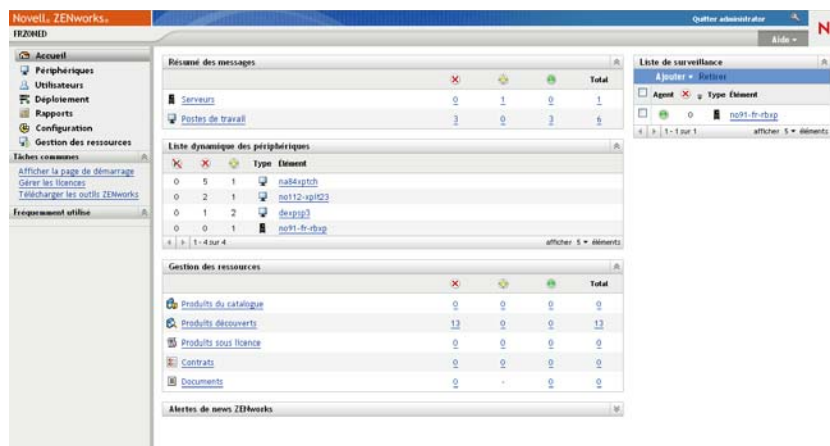 Novell® ZENworks®
Quitter administrator
N
FRZONED
Aide
Accueil
Périphériques
Utilisateurs
Déploiement
Rapports
Configuration
Gestion des ressources
Tâches communes
Afficher la page de démarrage
Gérer les licences
Télécharger les outils ZENworks
Fréquemment utilisé
Résumé des messages
Total
Serveurs 0 1 0 1
Postes de travail 3 0 3 6
Liste dynamique des périphériques
Type Élément
0 5 1 na84xptch
0 2 1 no112-xplt23
0 1 2 dexpsp3
0 0 1 no91-fr-rbxp
1 - 4 sur 4 afficher 5 éléments
Gestion des ressources
Total
Produits du catalogue 0 0 0 0
Produits découverts 13 0 0 13
Produits sous licence 0 0 0 0
Contrats 0 0 0 0
Documents 0 - 0 0
Alertes de news ZENworks
Liste de surveillance
Ajouter Retirer
Agent Type Élément
0 no91-fr-rbxp
1 - 1 sur 1 afficher 5 éléments